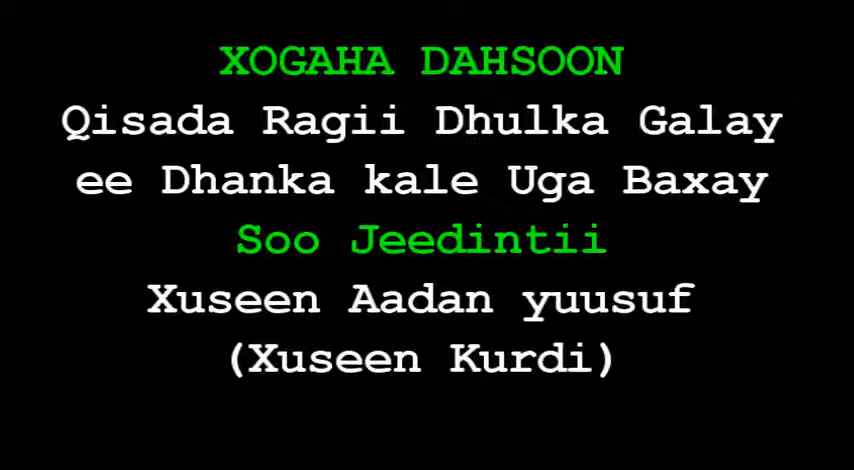 XOGAHA DAHSOON
Qisada Ragii Dhulka Galay
ee Dhanka kale Uga Baxay
Soo Jeedintii
Xuseen Aadan yuusuf
(Xuseen Kurdi)